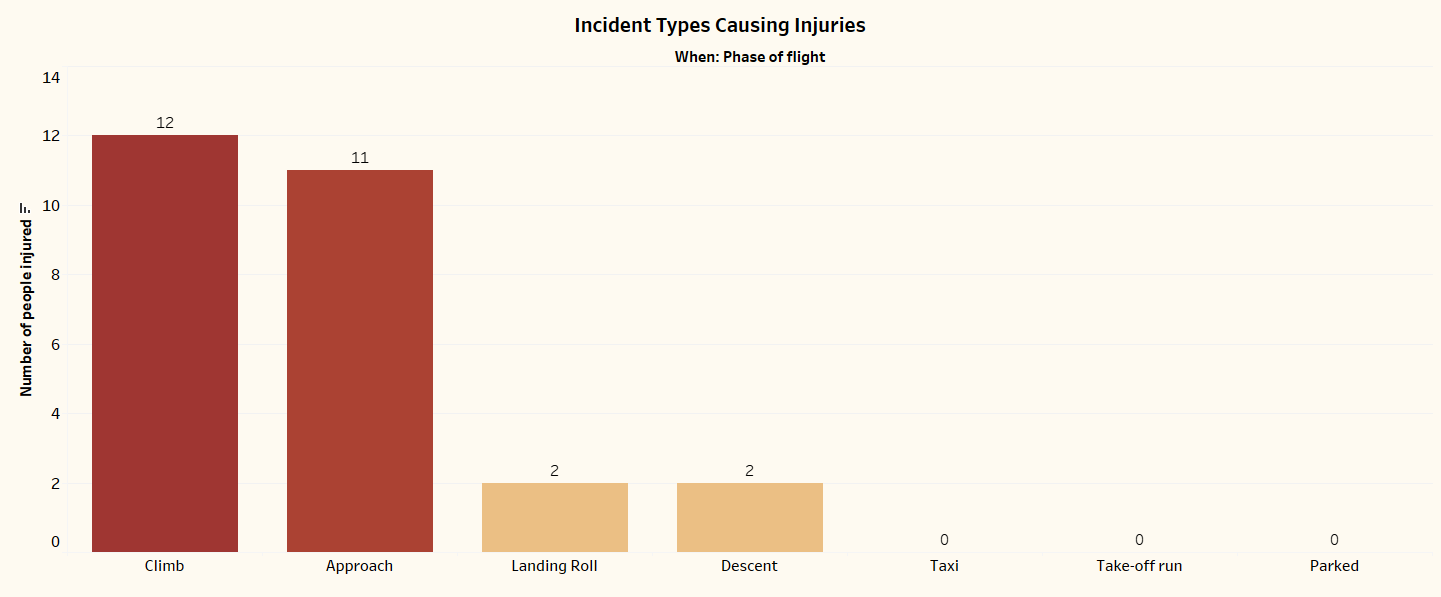 Incident Types Causing Injuries
When: Phase of flight
Number of people injured
14
12
10
8
6
4
2
0
12
11
2
2
0
0
0
Climb
Approach
Landing Roll
Descent
Taxi
Take-off run
Parked